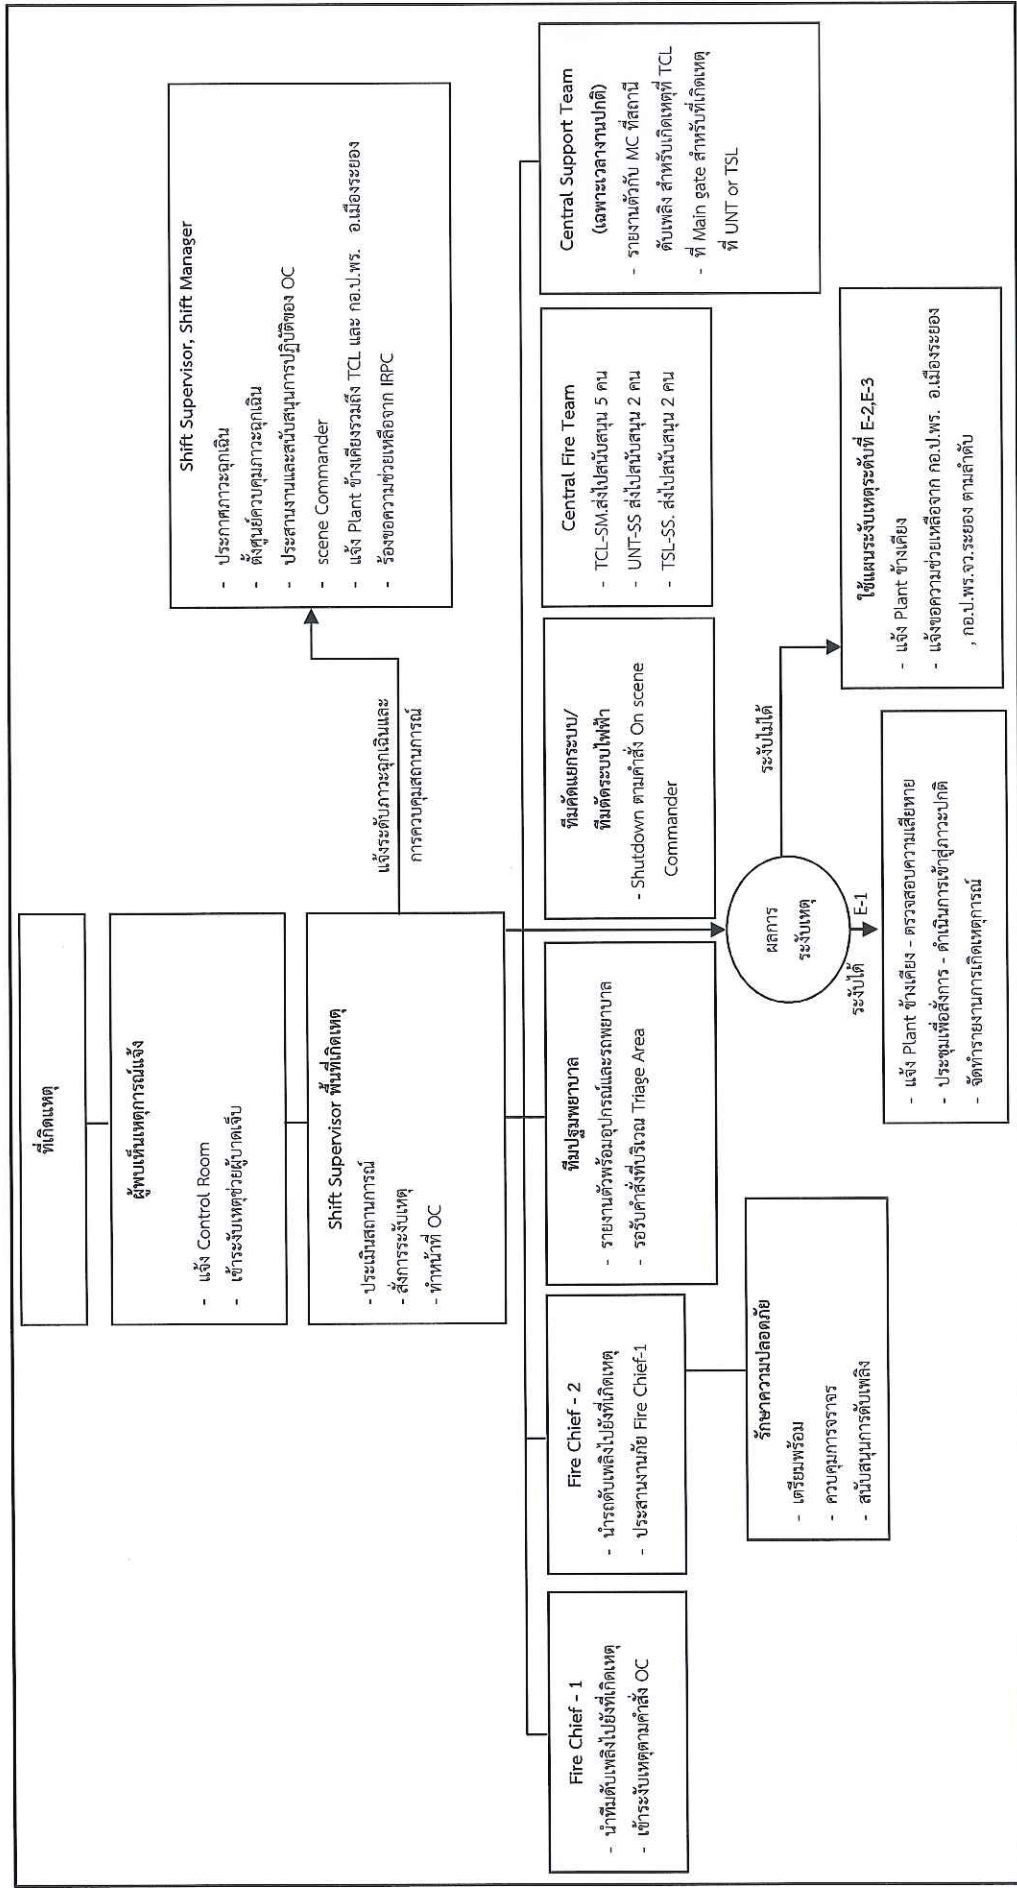 ที่เกิดเหตุ
ผู้พบเห็นเหตุการณ์แจ้ง
- แจ้ง Control Room
- เข้าระงับเหตุช่วยผู้บาดเจ็บ
Shift Supervisor พื้นที่เกิดเหตุ
- ประเมินสถานการณ์
- สั่งการระงับเหตุ
- ทำหน้าที่ OC
แจ้งระดับภาวะฉุกเฉินและ
การควบคุมสถานการณ์
Shift Supervisor, Shift Manager
- ประกาศภาวะฉุกเฉิน
- ตั้งศูนย์ควบคุมภาวะฉุกเฉิน
- ประสานงานและสนับสนุนการปฏิบัติของ OC
- scene Commander
- แจ้ง Plant ข้างเคียงรวมถึง TCL และ กอ.ป.พร. อ.เมืองระยอง
- ร้องขอความช่วยเหลือจาก IRPC
Fire Chief - 1
- นำทีมดับเพลิงไปยังที่เกิดเหตุ
- เข้าระงับเหตุตามคำสั่ง OC
Fire Chief - 2
- นำรถดับเพลิงไปยังที่เกิดเหตุ
- ประสานงานกัย Fire Chief-1
ทีมปฐมพยาบาล
- รายงานตัวพร้อมอุปกรณ์และรถพยาบาล
- รอรับคำสั่งที่บริเวณ Triage Area
ทีมคัดแยกระบบ/
ทีมตัดระบบไฟฟ้า
- Shutdown ตามคำสั่ง On scene
Commander
Central Fire Team
- TCL-SM.ส่งไปสนับสนุน 5 คน
- UNT-SS ส่งไปสนับสนุน 2 คน
- TSL-SS. ส่งไปสนับสนุน 2 คน
Central Support Team
(เฉพาะเวลางานปกติ)
- รายงานตัวกับ MC ที่สถานี
ดับเพลิง สำหรับเกิดเหตุที่ TCL
- ที่ Main gate สำหรับที่เกิดเหตุ
ที่ UNT or TSL
รักษาความปลอดภัย
- เตรียมพร้อม
- ควบคุมการจราจร
- สนับสนุนการดับเพลิง
ผลการ
ระงับเหตุ
ระงับได้
E-1
ระงับไม่ได้
- แจ้ง Plant ข้างเคียง - ตรวจสอบความเสียหาย
- ประชุมเพื่อสั่งการ - ดำเนินการเข้าสู่ภาวะปกติ
- จัดทำรายงานการเกิดเหตุการณ์
ใช้แผนระงับเหตุระดับที่ E-2,E-3
- แจ้ง Plant ข้างเคียง
- แจ้งขอความช่วยเหลือจาก กอ.ป.พร. อ.เมืองระยอง
, กอ.ป.พร.จว.ระยอง ตามลำดับ